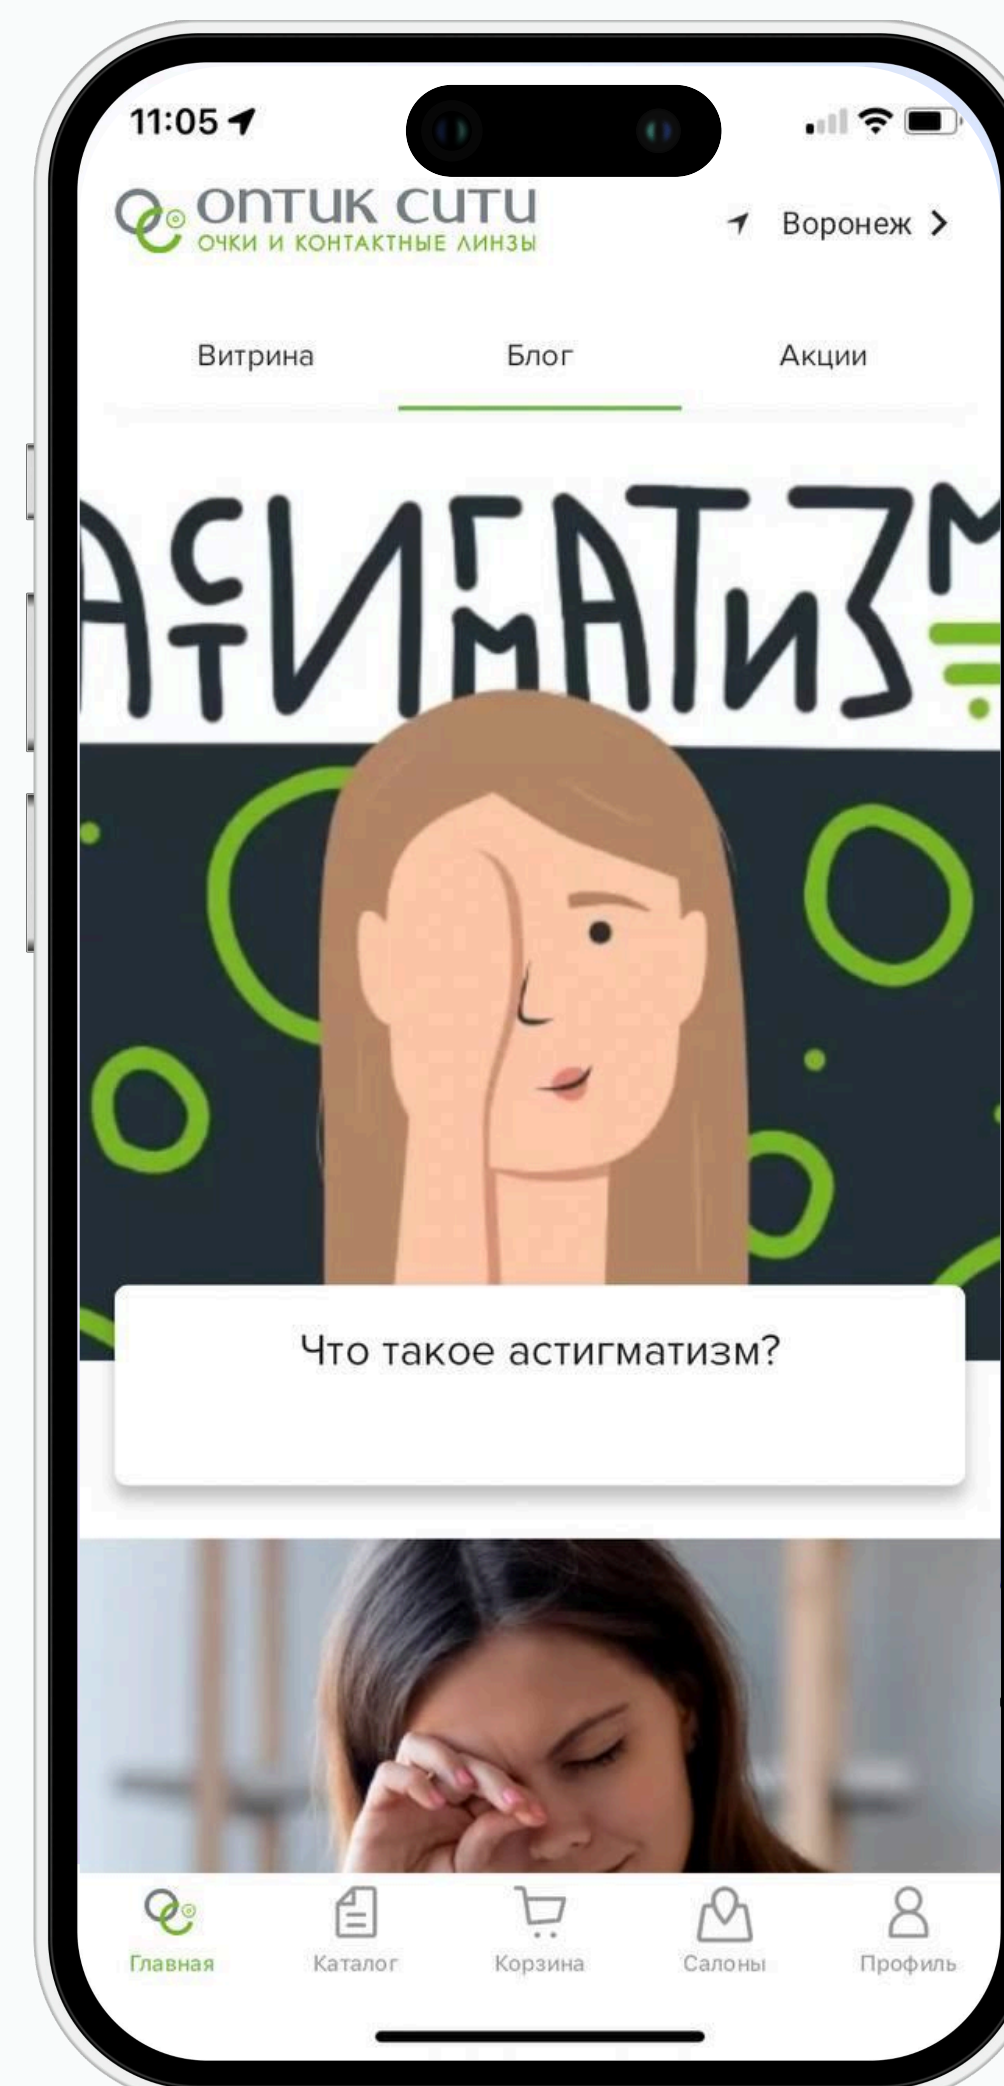 11:05
ОПТИК СИТИ
ОЧКИ И КОНТАКТНЫЕ ЛИНЗЫ
Воронеж
Витрина Блог Акции
АСТИГМАТИЗМ
Что такое астигматизм?
Главная Каталог Корзина Салоны Профиль